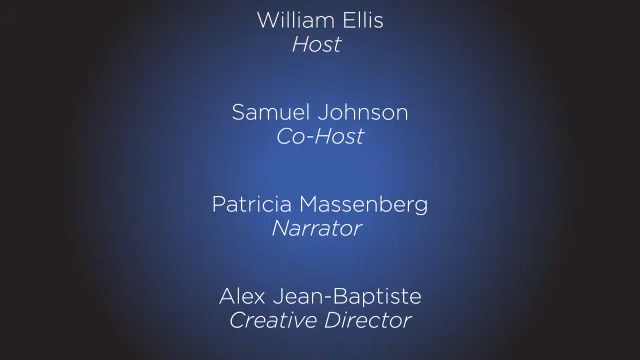 William Ellis
Host
Samuel Johnson
Co-Host
Patricia Massenberg
Narrator
Alex Jean-Baptiste
Creative Director